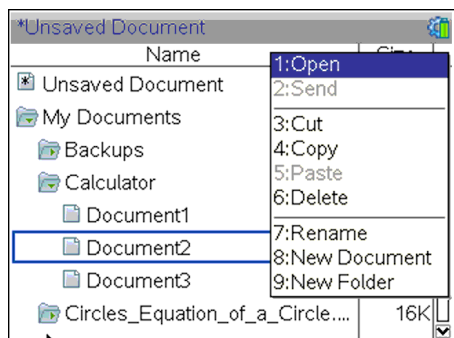 *Unsaved Document
Name
1:Open
2:Send
Unsaved Document
My Documents
3:Cut
4:Copy
Backups
5:Paste
Calculator
6:Delete
Document1
7:Rename
Document2
8:New Document
Document3
9:New Folder
Circles_Equation_of_a_Circle.... 16K